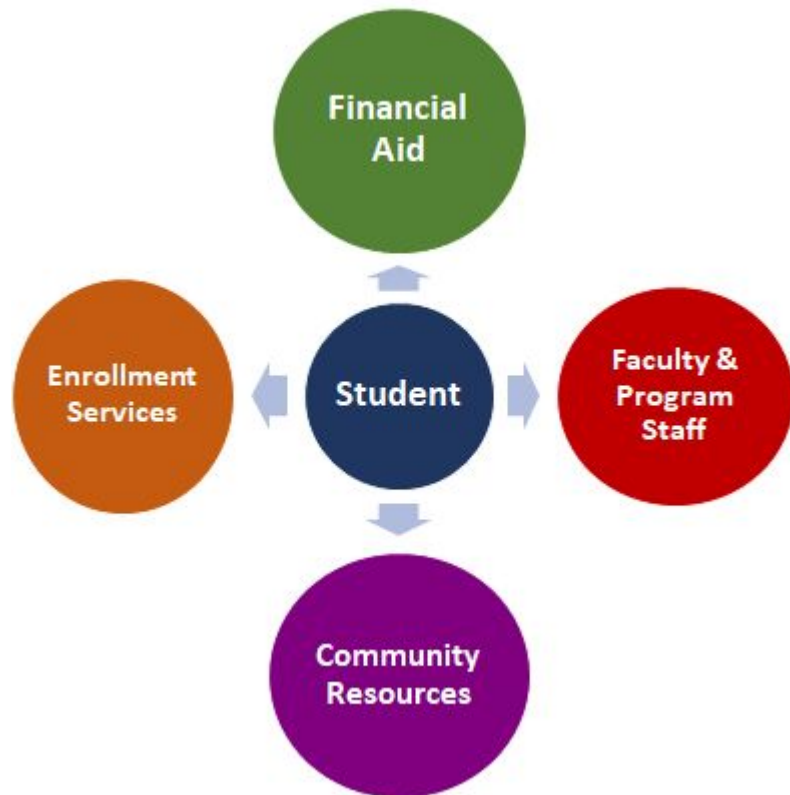 Financial
Aid
Enrollment
Services
Student
Faculty &
Program
Staff
Community
Resources